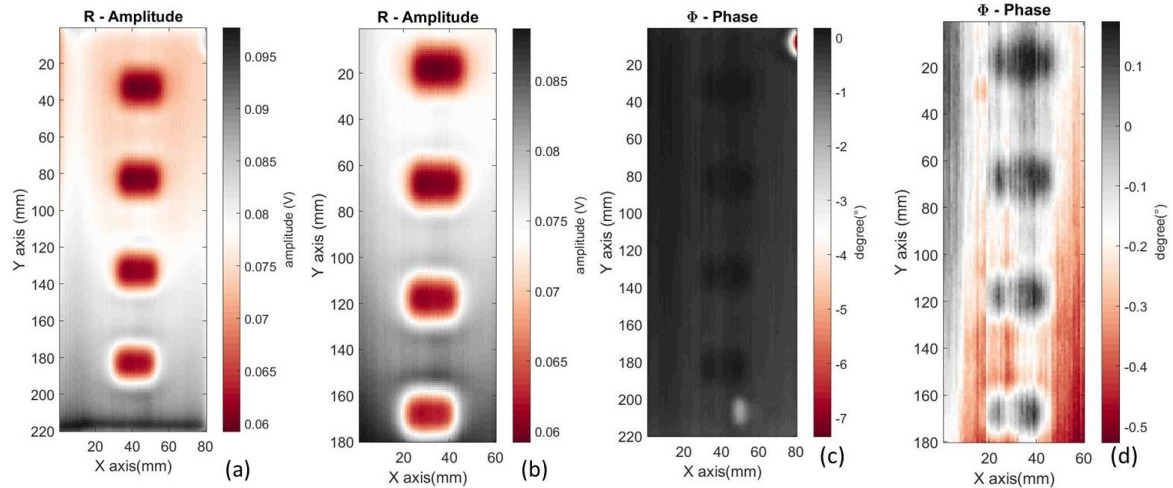 R - Amplitude
20
40
60
80
100
120
140
160
180
200
220
Y axis (mm)
20 40 60 80
X axis(mm)
0.095
0.09
0.085
0.08
0.075
0.07
0.065
0.06
amplitude (V)
(a)
R - Amplitude
20
40
60
80
100
120
140
160
180
Y axis (mm)
20 40 60
X axis(mm)
0.085
0.08
0.075
0.07
0.065
0.06
amplitude (V)
(b)
Φ - Phase
20
40
60
80
100
120
140
160
180
200
220
Y axis (mm)
20 40 60 80
X axis(mm)
0
-1
-2
-3
-4
-5
-6
-7
degree(°)
(c)
Φ - Phase
20
40
60
80
100
120
140
160
180
Y axis (mm)
20 40 60
X axis(mm)
0.1
0
-0.1
-0.2
-0.3
-0.4
-0.5
degree(°)
(d)